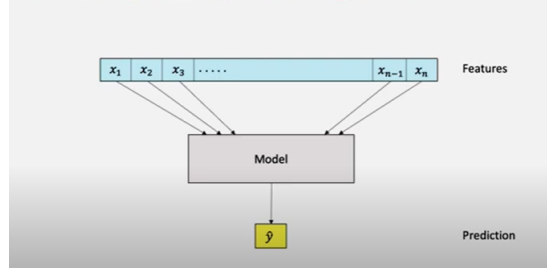 x₁ x₂ x₃ ..... xₙ₋₁ xₙ Features
Model
ŷ Prediction